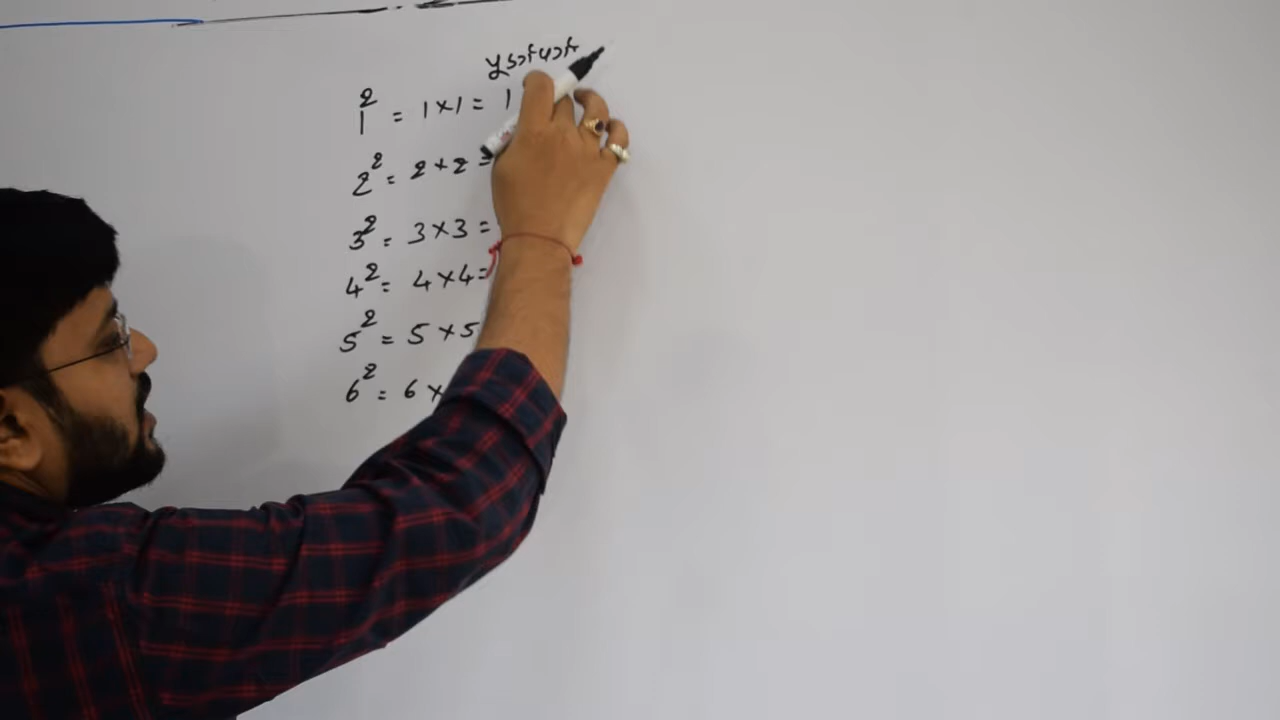 1² = 1×1 = 1
2² = 2×2 =
3² = 3×3 =
4² = 4×4=
5² = 5×5
6² = 6×